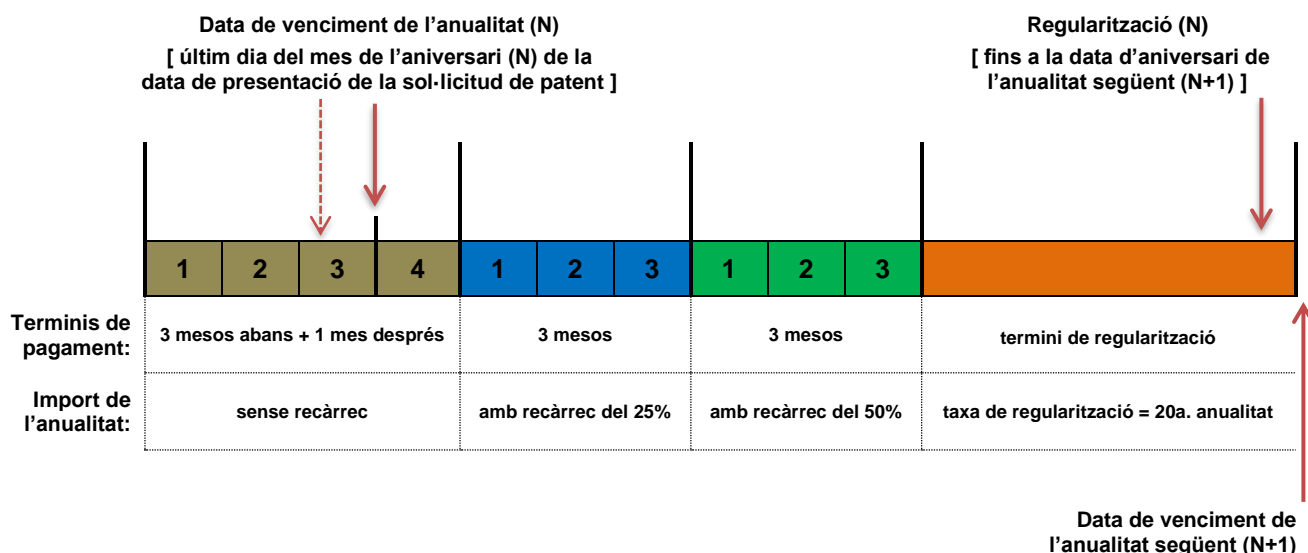 Data de venciment de l’anualitat (N)
[ últim dia del mes de l’aniversari (N) de la
data de presentació de la sol·licitud de patent ]
Regularització (N)
[ fins a la data d’aniversari de
l’anualitat següent (N+1) ]
1 2 3 4 1 2 3 1 2 3
Terminis de
pagament:
3 mesos abans + 1 mes després
3 mesos
3 mesos
termini de regularització
Import de
l’anualitat:
sense recàrrec
amb recàrrec del 25%
amb recàrrec del 50%
taxa de regularització = 20a. anualitat
Data de venciment de
l’anualitat següent (N+1)